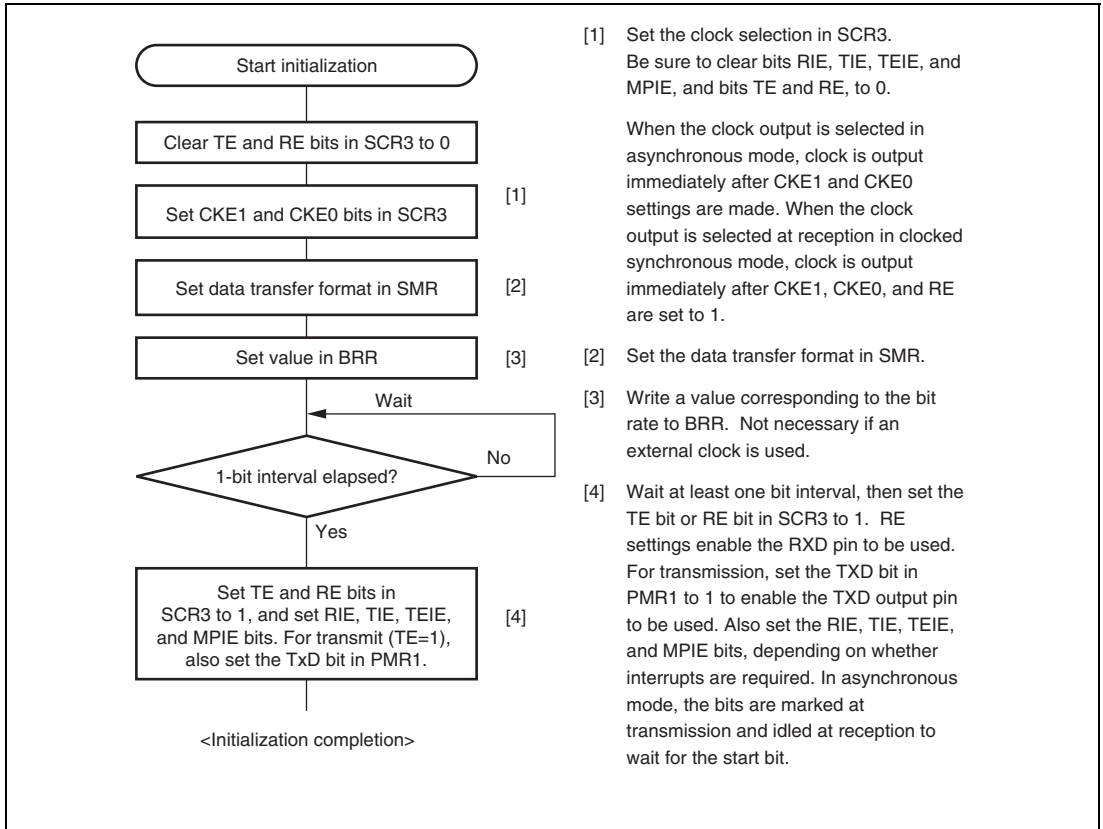 Start initialization
Clear TE and RE bits in SCR3 to 0
Set CKE1 and CKE0 bits in SCR3
[1]
Set data transfer format in SMR
[2]
Set value in BRR
[3]
Wait
No
1-bit interval elapsed?
Yes
Set TE and RE bits in
SCR3 to 1, and set RIE, TIE, TEIE,
and MPIE bits. For transmit (TE=1),
also set the TxD bit in PMR1.
[4]
<Initialization completion>
[1] Set the clock selection in SCR3.
Be sure to clear bits RIE, TIE, TEIE, and
MPIE, and bits TE and RE, to 0.
When the clock output is selected in
asynchronous mode, clock is output
immediately after CKE1 and CKE0
settings are made. When the clock
output is selected at reception in clocked
synchronous mode, clock is output
immediately after CKE1, CKE0, and RE
are set to 1.
[2] Set the data transfer format in SMR.
[3] Write a value corresponding to the bit
rate to BRR. Not necessary if an
external clock is used.
[4] Wait at least one bit interval, then set the
TE bit or RE bit in SCR3 to 1. RE
settings enable the RXD pin to be used.
For transmission, set the TXD bit in
PMR1 to 1 to enable the TXD output pin
to be used. Also set the RIE, TIE, TEIE,
and MPIE bits, depending on whether
interrupts are required. In asynchronous
mode, the bits are marked at
transmission and idled at reception to
wait for the start bit.